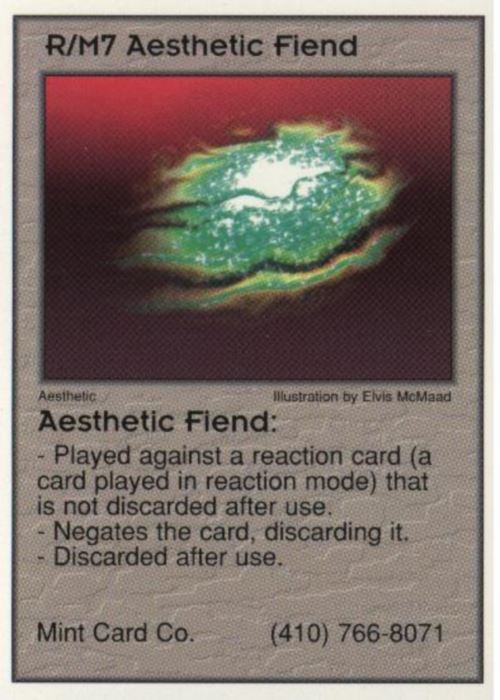 R/M7 Aesthetic Fiend
Aesthetic
Illustration by Elvis McMaad
Aesthetic Fiend:
- Played against a reaction card (a
card played in reaction mode) that
is not discarded after use.
- Negates the card, discarding it.
- Discarded after use.
Mint Card Co.
(410) 766-8071